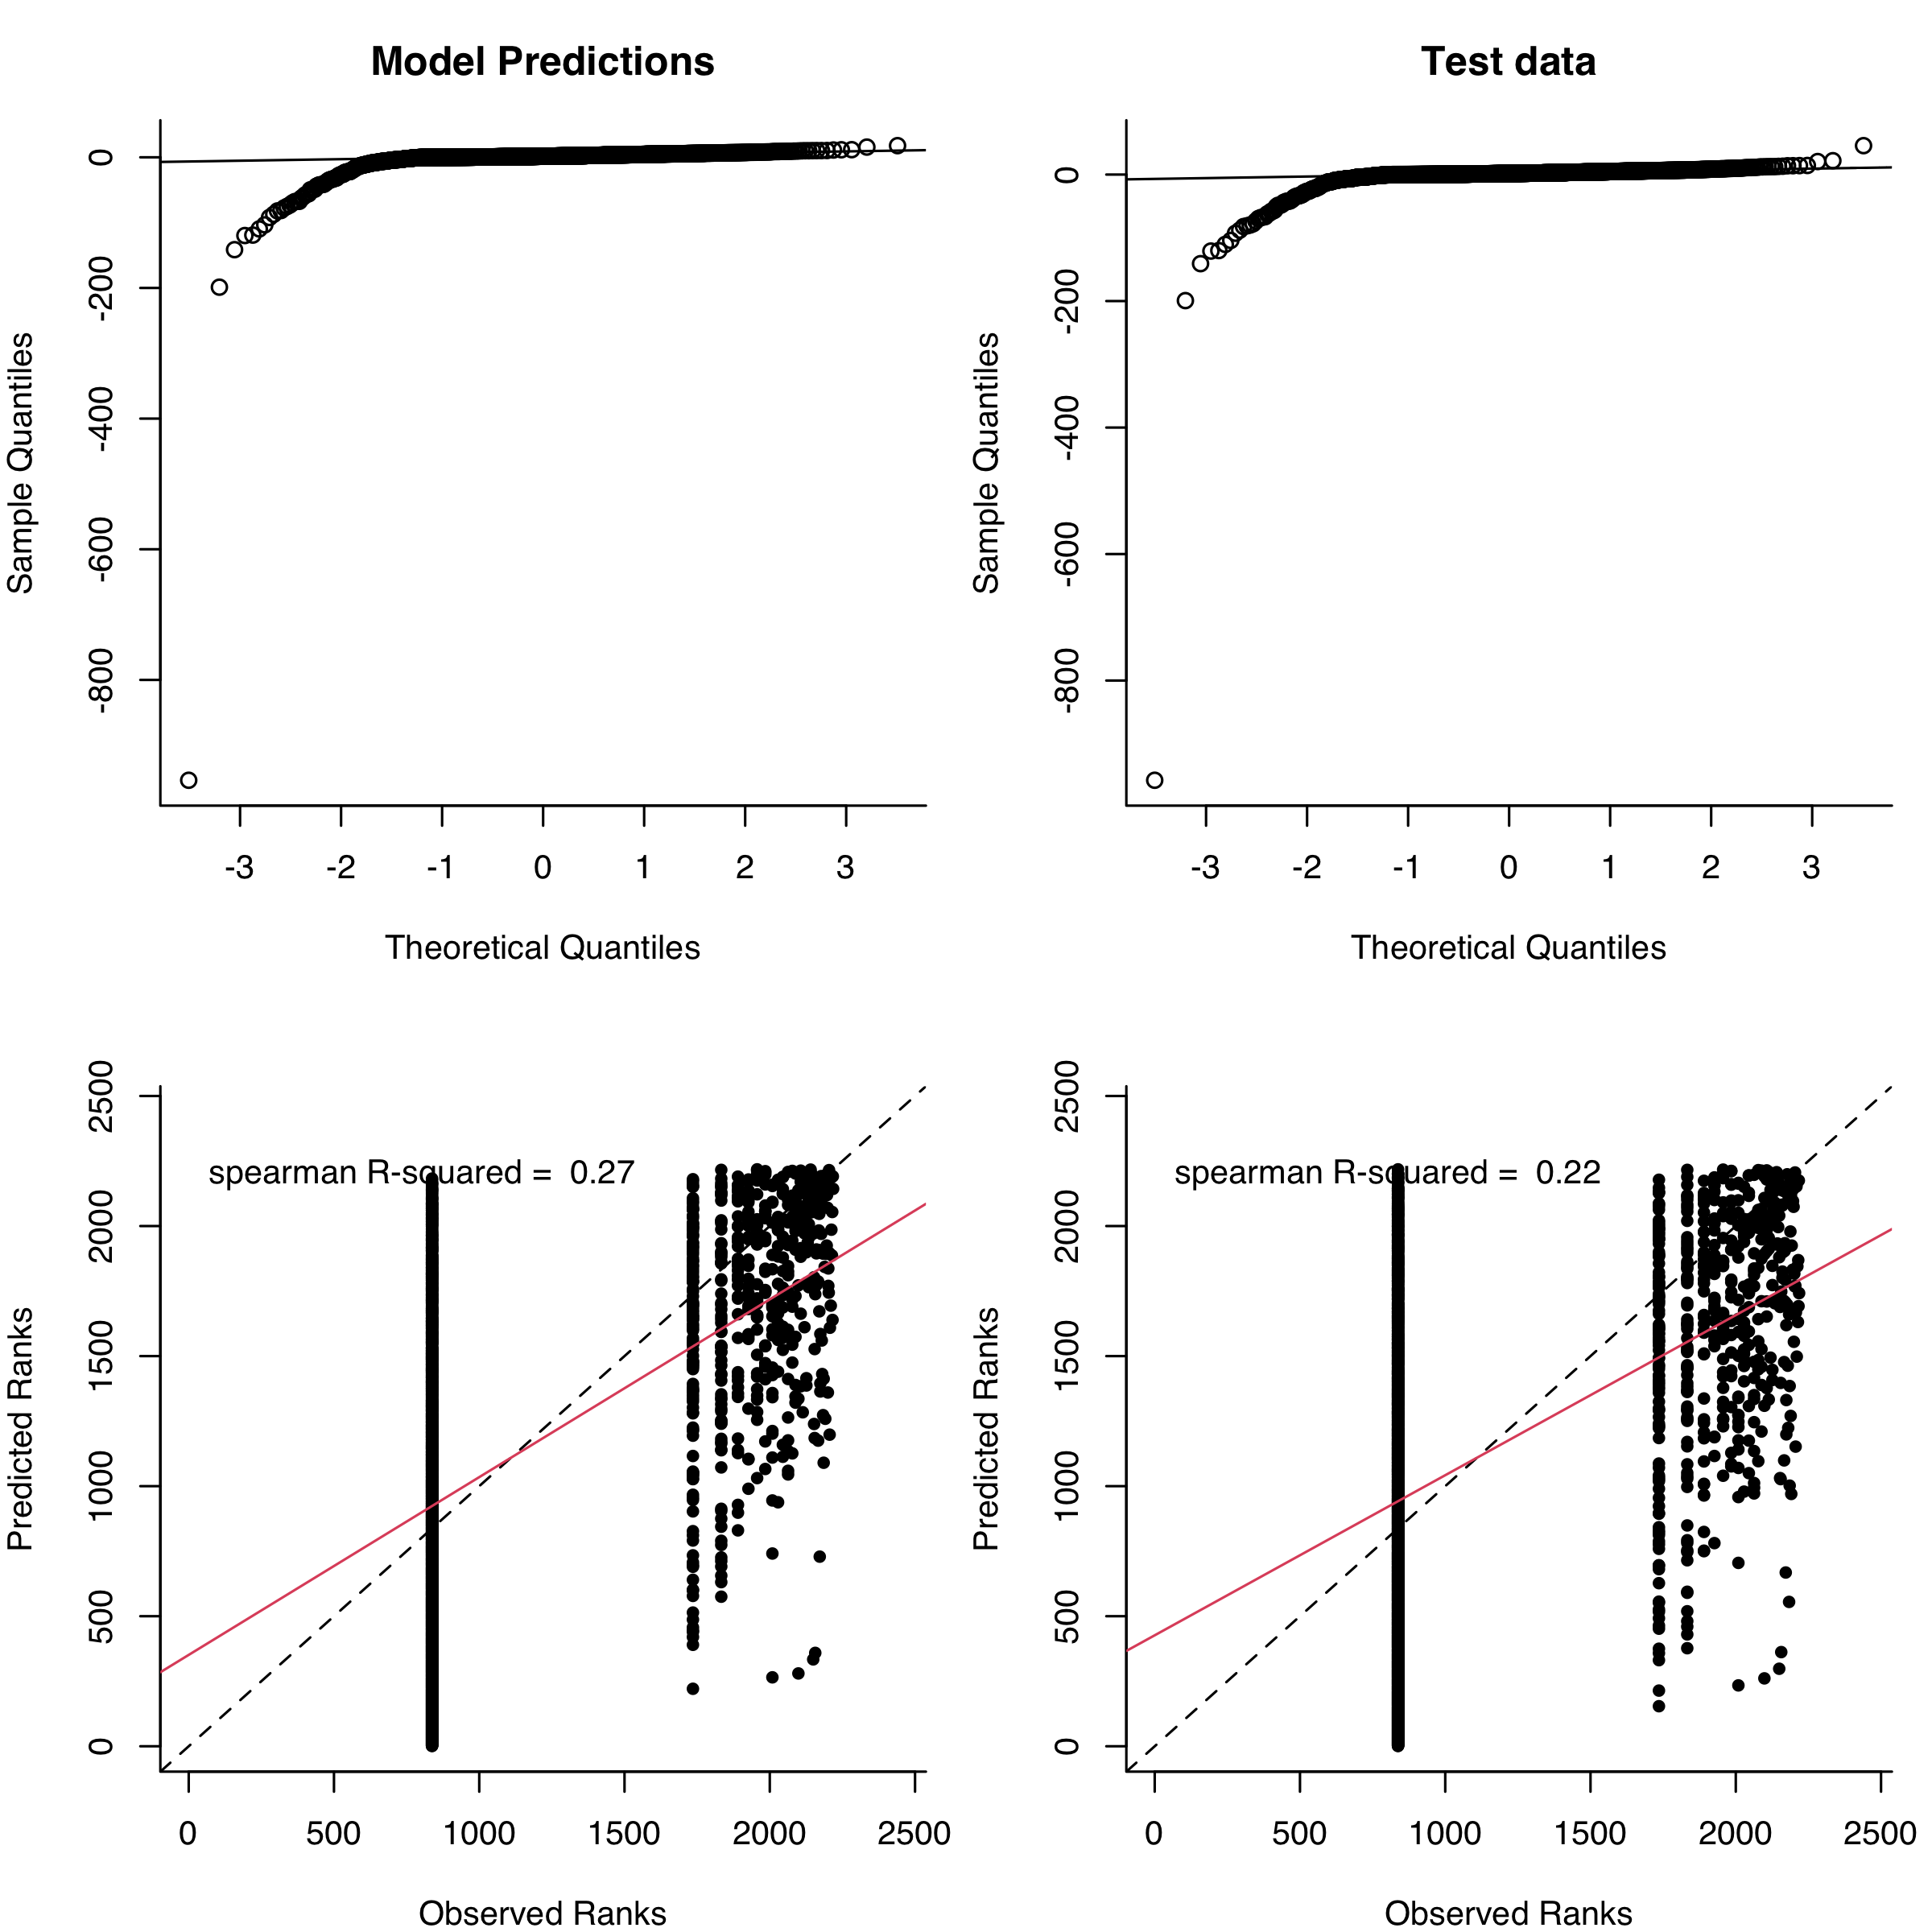 Model Predictions
Test data
0
-200
-400
-600
-800
Sample Quantiles
-3 -2 -1 0 1 2 3
Theoretical Quantiles
0
-200
-400
-600
-800
Sample Quantiles
-3 -2 -1 0 1 2 3
Theoretical Quantiles
2500
2000
1500
1000
500
0
Predicted Ranks
spearman R-squared = 0.27
0 500 1000 1500 2000 2500
Observed Ranks
2500
2000
1500
1000
500
0
Predicted Ranks
spearman R-squared = 0.22
0 500 1000 1500 2000 2500
Observed Ranks